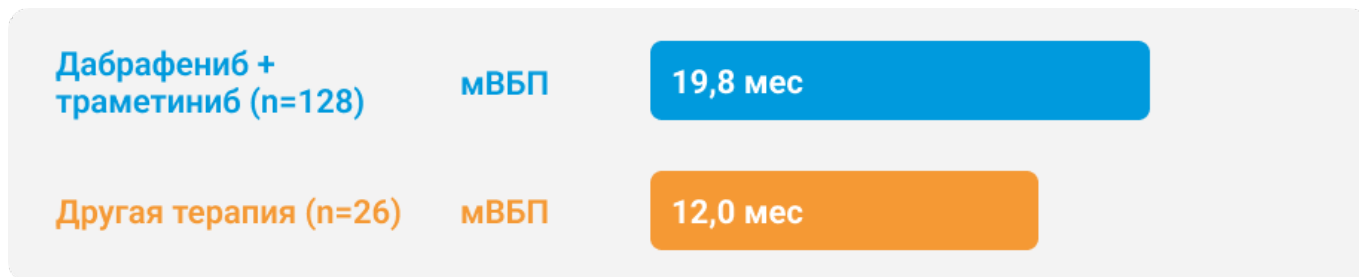 Дабрафениб +
траметиниб (n=128)
мВБП
19,8 мес
Другая терапия (n=26)
мВБП
12,0 мес